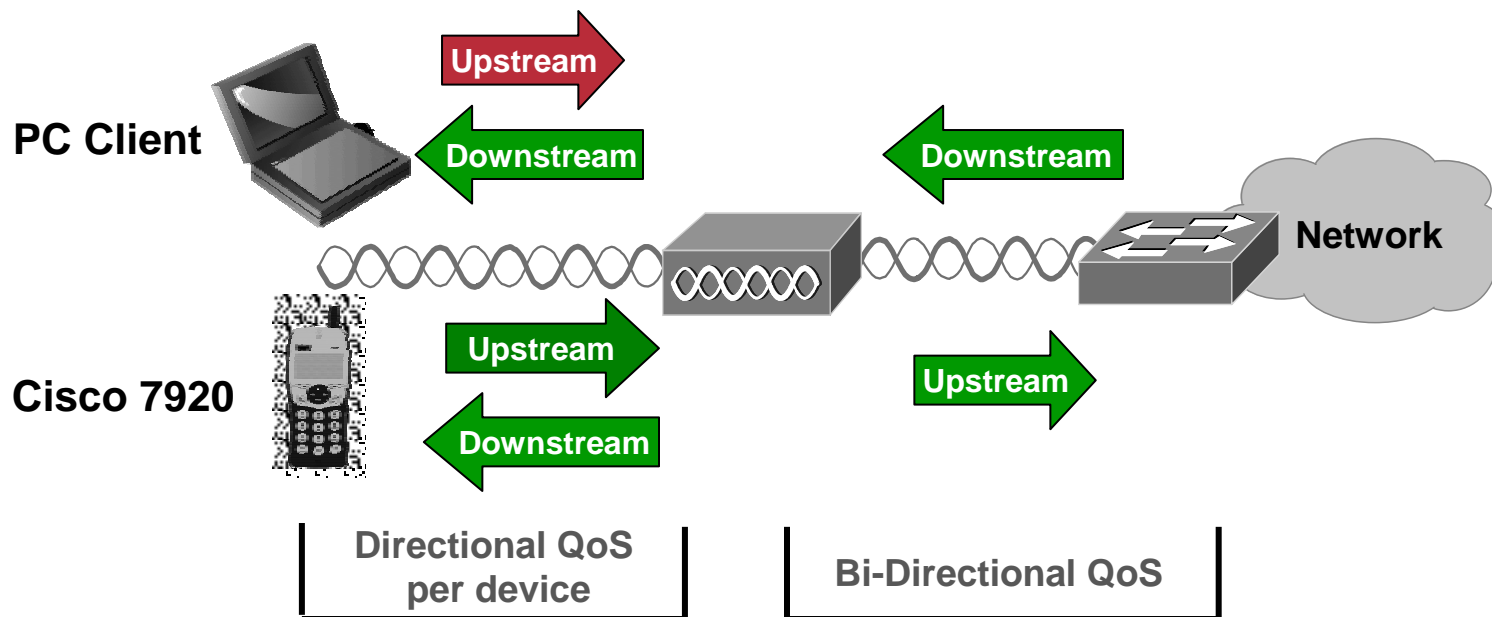 Upstream
PC Client
Downstream
Downstream
Network
Upstream
Cisco 7920
Upstream
Downstream
Directional QoS
per device
Bi-Directional QoS